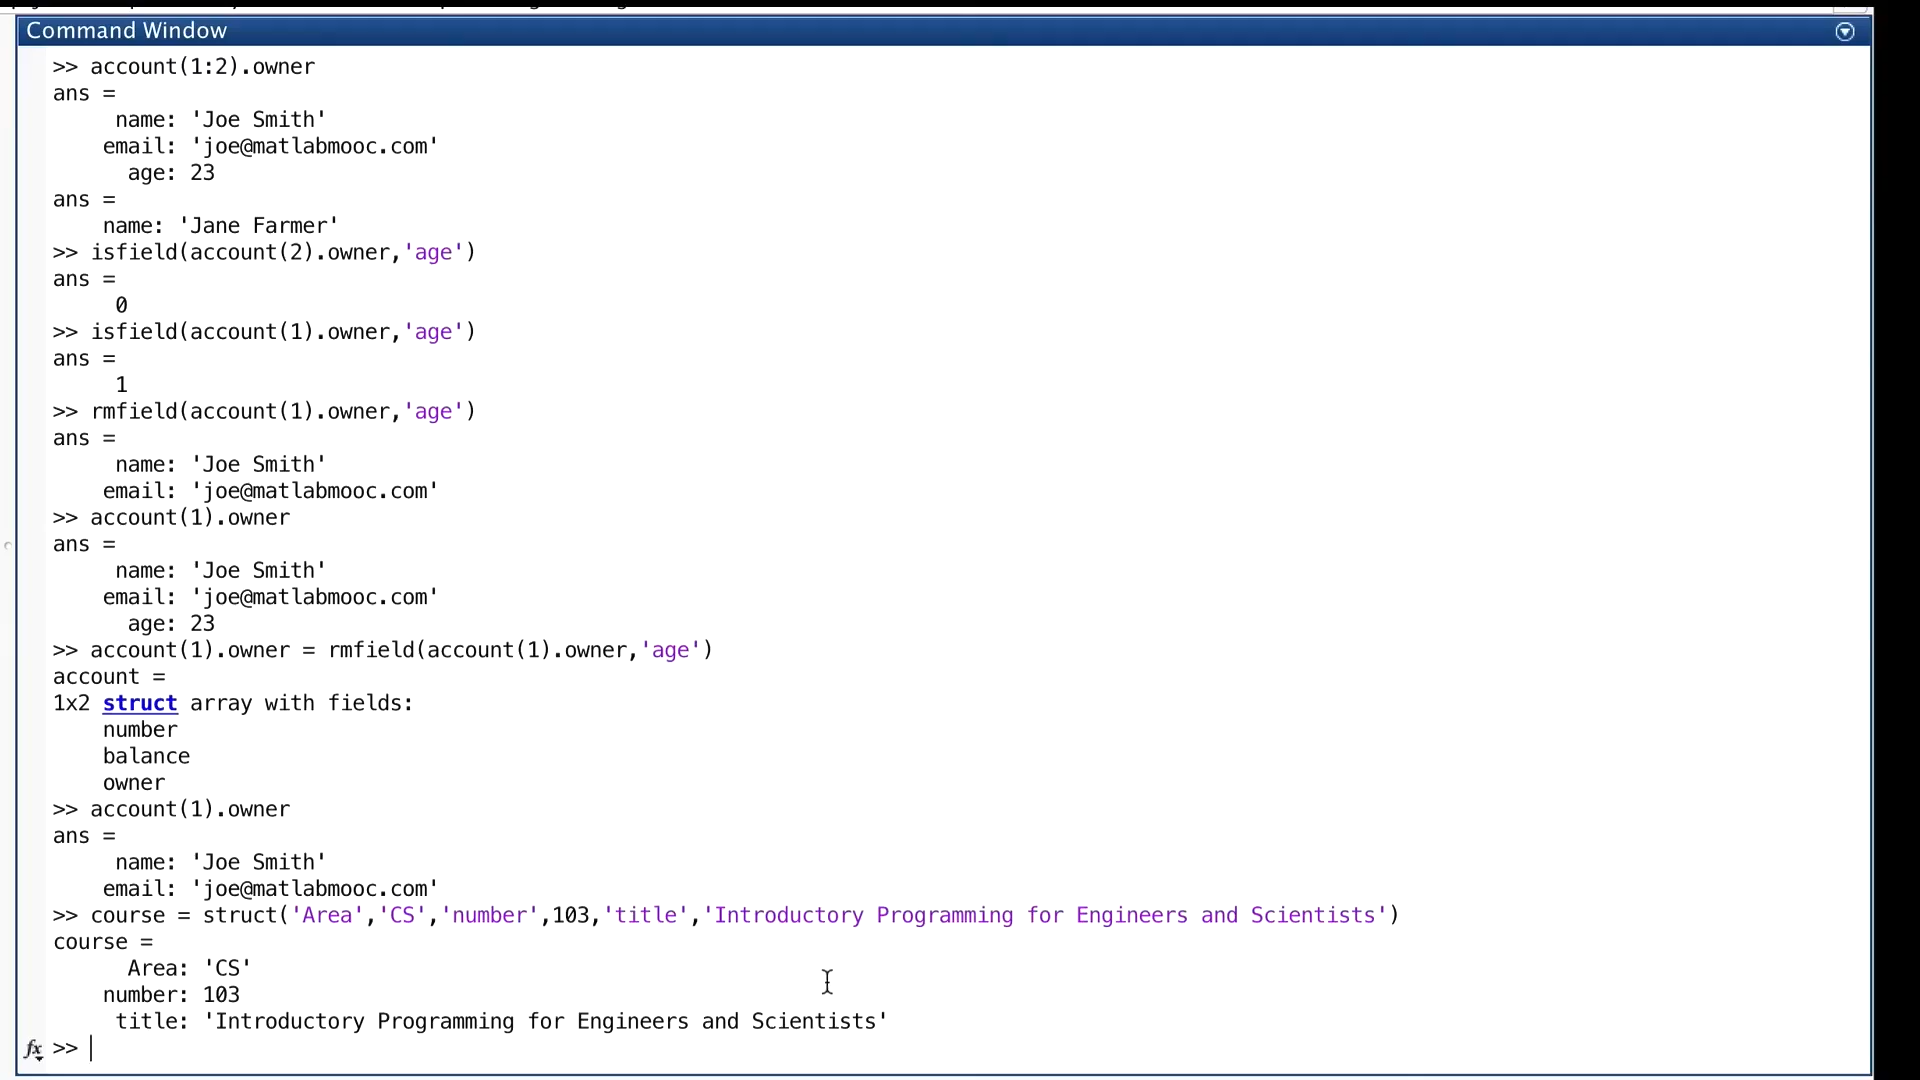 Command Window
>> account(1:2).owner
ans =
     name: 'Joe Smith'
    email: 'joe@matlabmooc.com'
      age: 23
ans =
    name: 'Jane Farmer'
>> isfield(account(2).owner,'age')
ans =
     0
>> isfield(account(1).owner,'age')
ans =
     1
>> rmfield(account(1).owner,'age')
ans =
     name: 'Joe Smith'
    email: 'joe@matlabmooc.com'
>> account(1).owner
ans =
     name: 'Joe Smith'
    email: 'joe@matlabmooc.com'
      age: 23
>> account(1).owner = rmfield(account(1).owner,'age')
account =
1x2 struct array with fields:
    number
    balance
    owner
>> account(1).owner
ans =
     name: 'Joe Smith'
    email: 'joe@matlabmooc.com'
>> course = struct('Area','CS','number',103,'title','Introductory Programming for Engineers and Scientists')
course =
      Area: 'CS'
    number: 103
     title: 'Introductory Programming for Engineers and Scientists'
fx >>